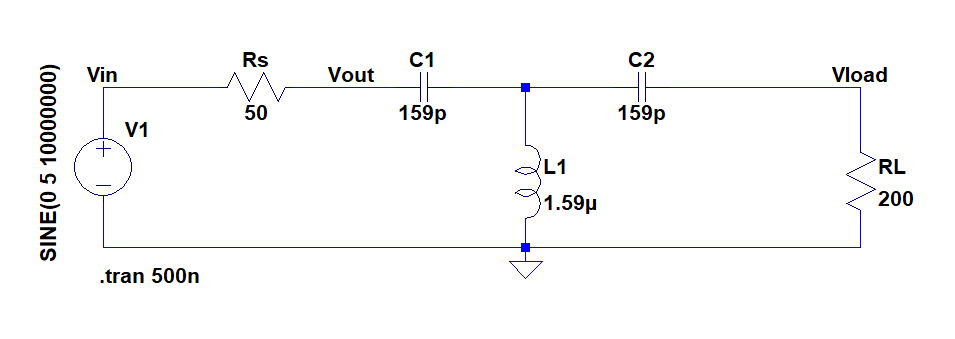 Rs
C1
C2
Vin
Vout
Vload
50
159p
159p
V1
SINE(0 5 10000000)
L1
1.59µ
RL
200
.tran 500n